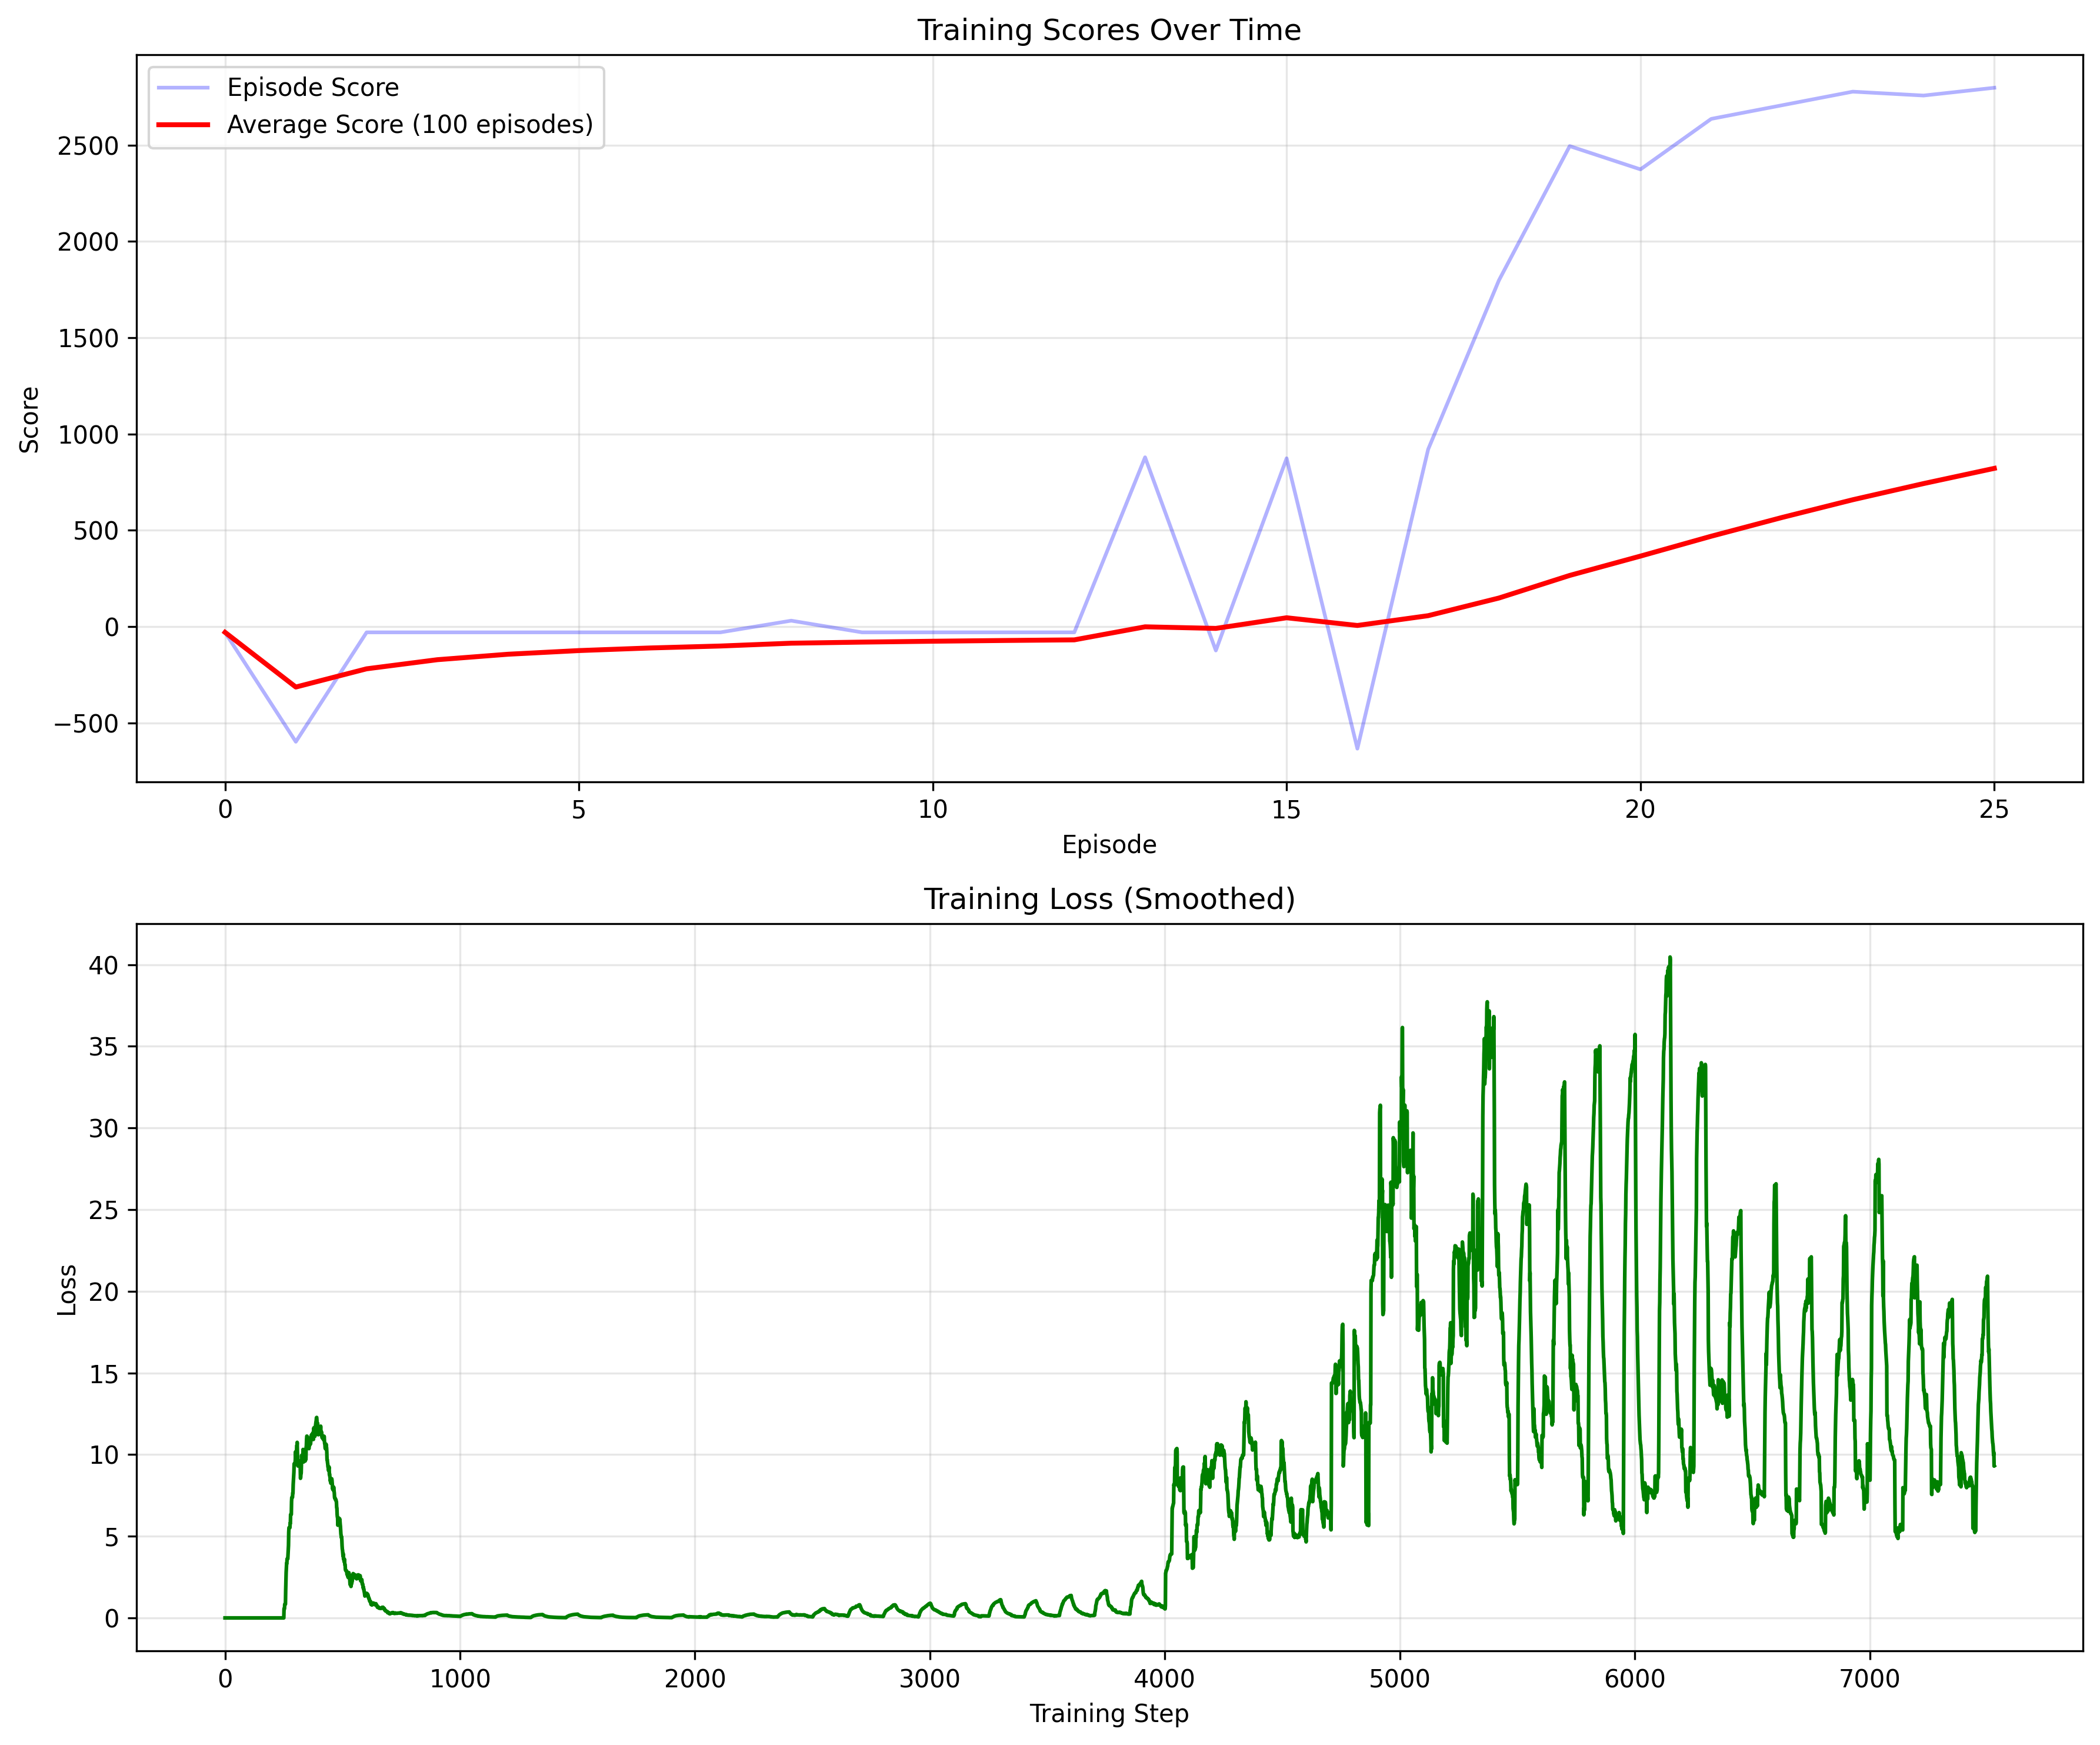 Training Scores Over Time
Episode Score
Average Score (100 episodes)
2500
2000
1500
1000
500
0
−500
Score
0 5 10 15 20 25
Episode
Training Loss (Smoothed)
40
35
30
25
20
15
10
5
0
Loss
0 1000 2000 3000 4000 5000 6000 7000
Training Step